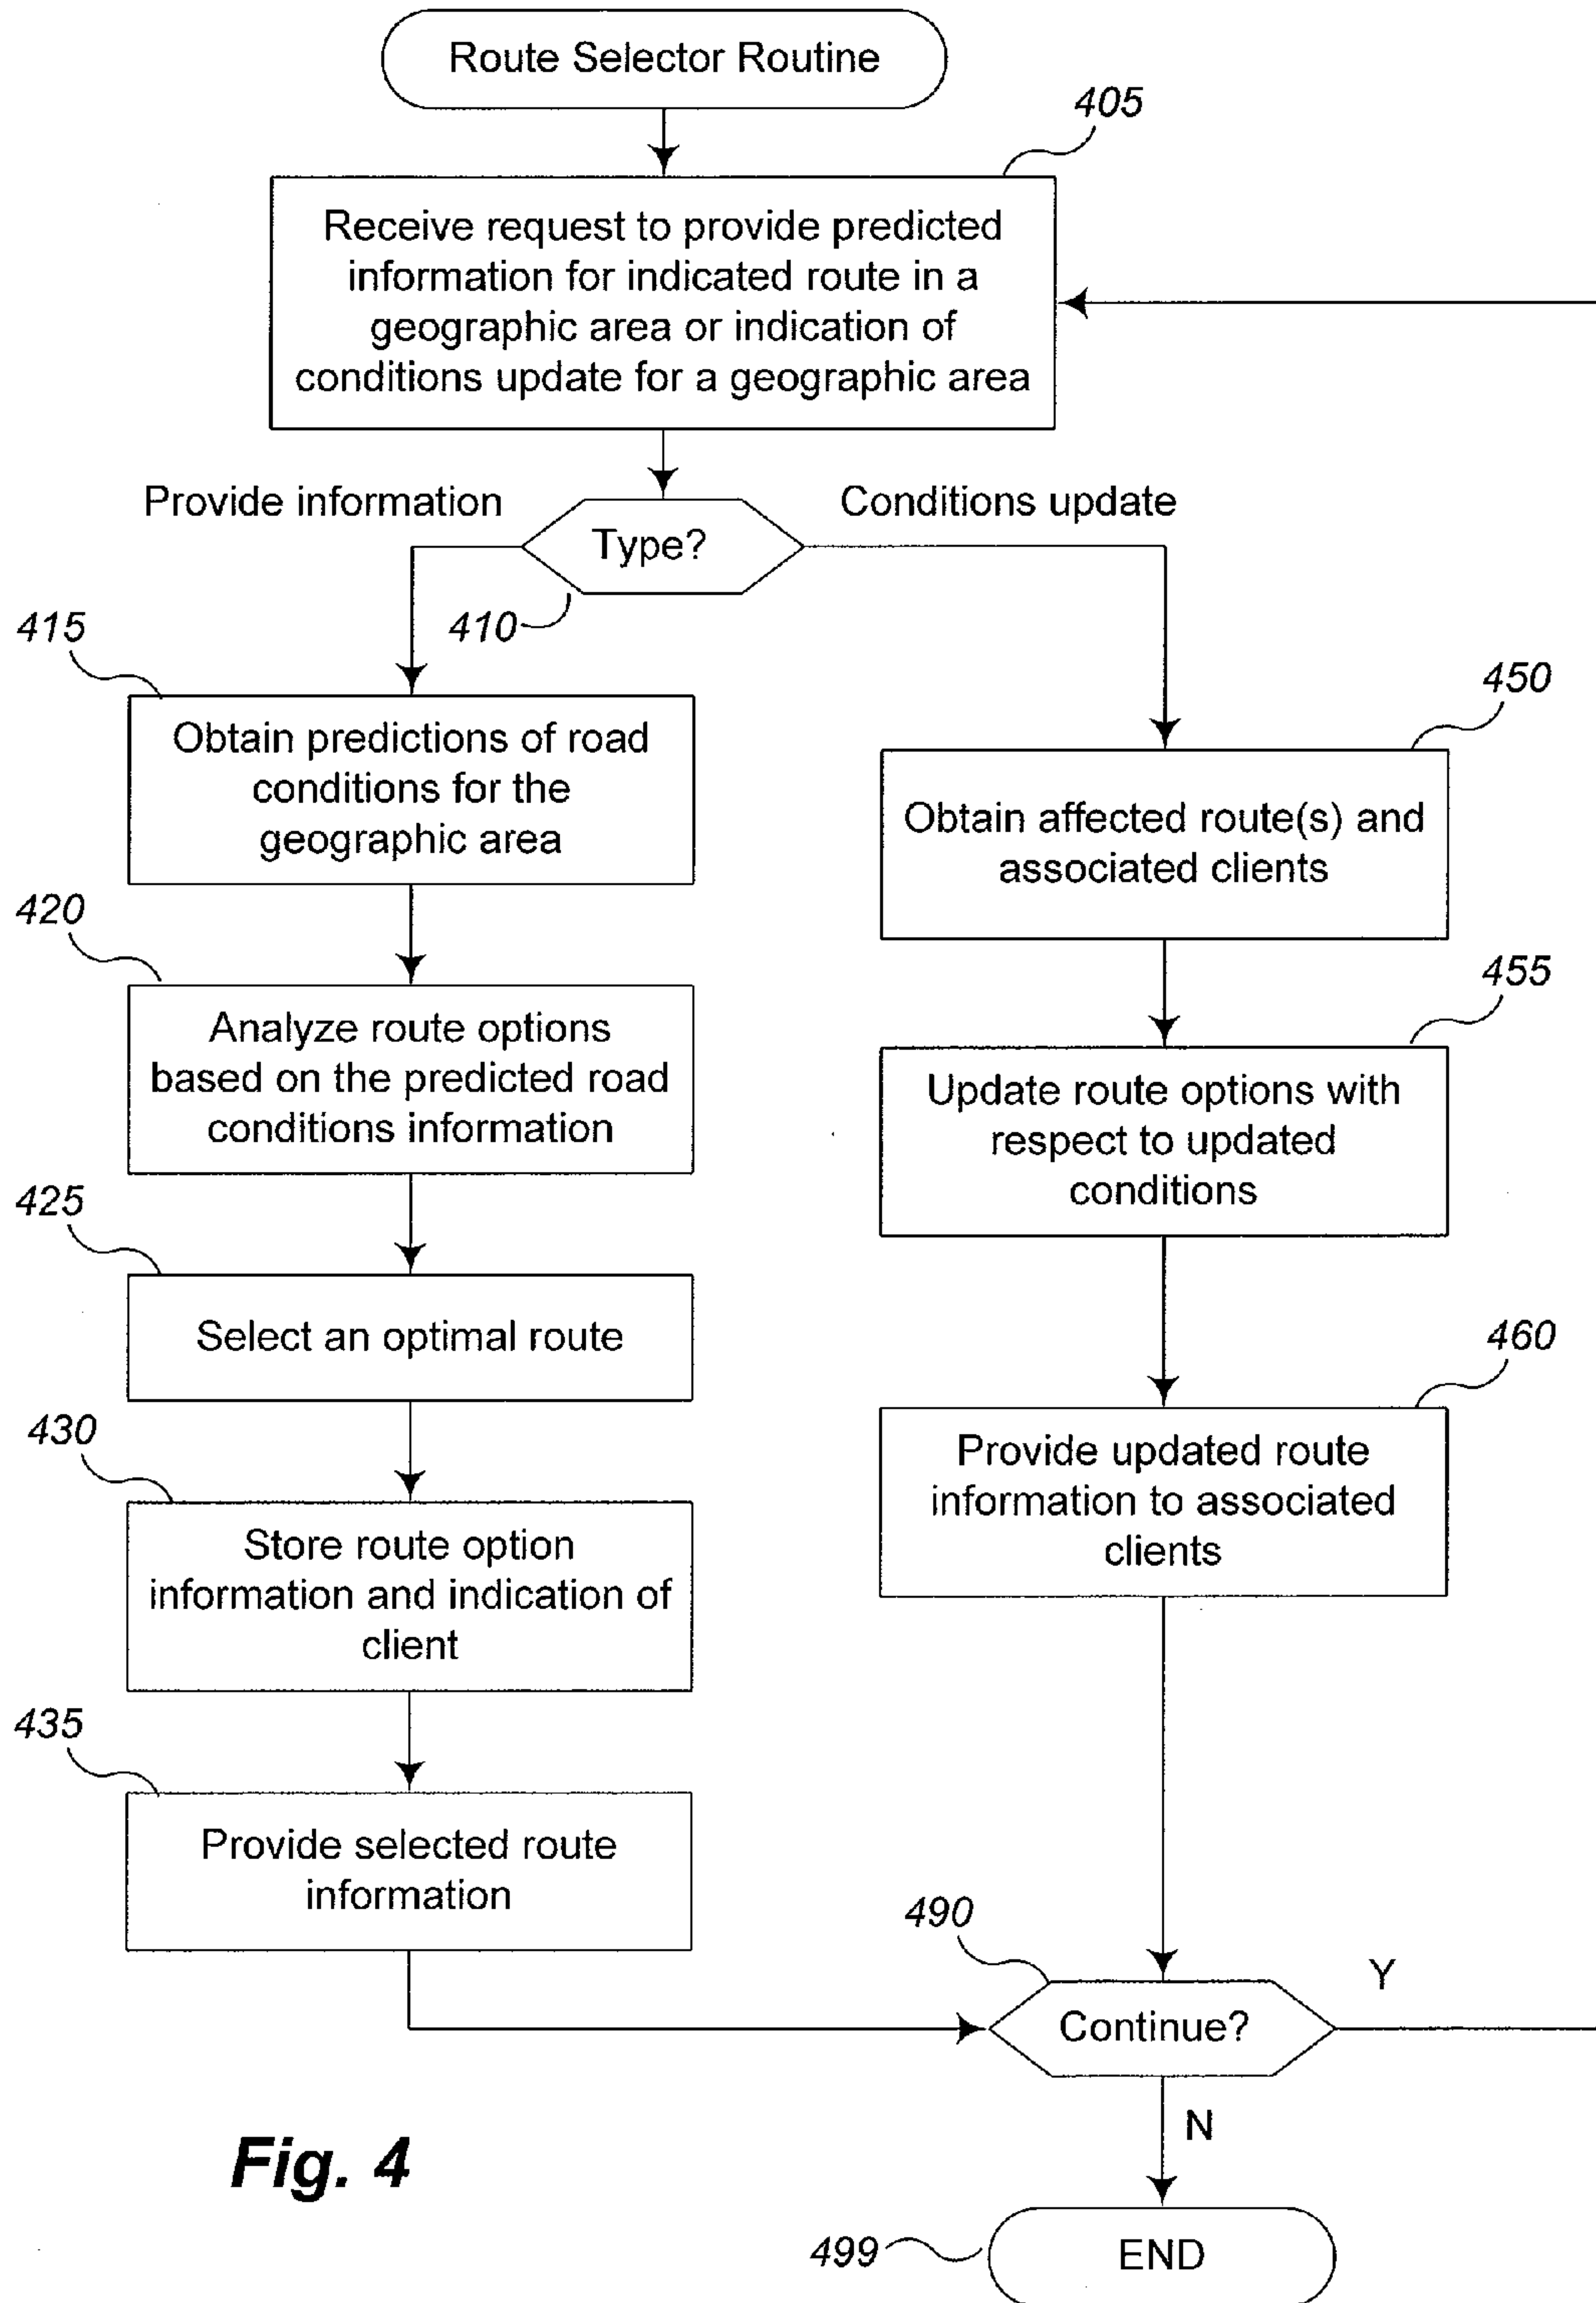 Route Selector Routine
405
Receive request to provide predicted
information for indicated route in a
geographic area or indication of
conditions update for a geographic area
Provide information
Type?
Conditions update
410
415
Obtain predictions of road
conditions for the
geographic area
420
Analyze route options
based on the predicted road
conditions information
425
Select an optimal route
430
Store route option
information and indication of
client
435
Provide selected route
information
450
Obtain affected route(s) and
associated clients
455
Update route options with
respect to updated
conditions
460
Provide updated route
information to associated
clients
490
Continue?
Y
N
499
END
Fig. 4